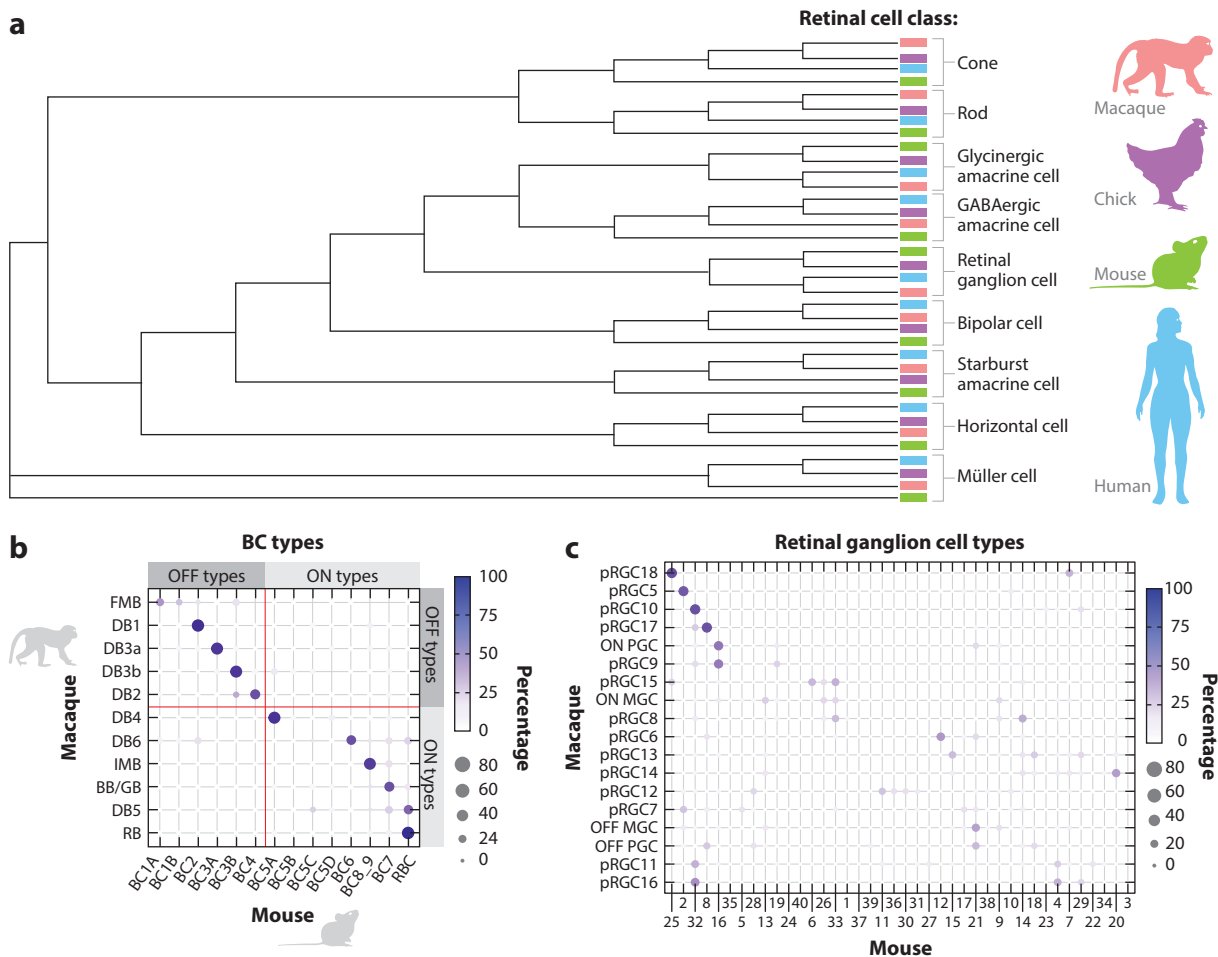 a
Retinal cell class:
Cone
Rod
Glycinergic
amacrine cell
GABAergic
amacrine cell
Retinal
ganglion cell
Bipolar cell
Starburst
amacrine cell
Horizontal cell
Müller cell
Macaque
Chick
Mouse
Human
b
BC types
OFF types
ON types
FMB
DB1
DB3a
DB3b
DB2
DB4
DB6
IMB
BB/GB
DB5
RB
Macaque
OFF types
ON types
BC1A
BC1B
BC2
BC3A
BC3B
BC4
BC5A
BC5B
BC5C
BC5D
BC6
BC8_9
BC7
RBC
Mouse
100
75
50
25
0
Percentage
80
60
40
24
0
c
Retinal ganglion cell types
pRGC18
pRGC5
pRGC10
pRGC17
ON PGC
pRGC9
pRGC15
ON MGC
pRGC8
pRGC6
pRGC13
pRGC14
pRGC12
pRGC7
OFF MGC
OFF PGC
pRGC11
pRGC16
Macaque
2 8 35 28 19 26 1 39 36 31 12 17 38 10 18 4 22 34 3
25 32 16 5 13 40 6 33 37 11 30 27 15 21 9 14 23 7 29 20
Mouse
100
75
50
25
0
Percentage
80
60
40
20
0